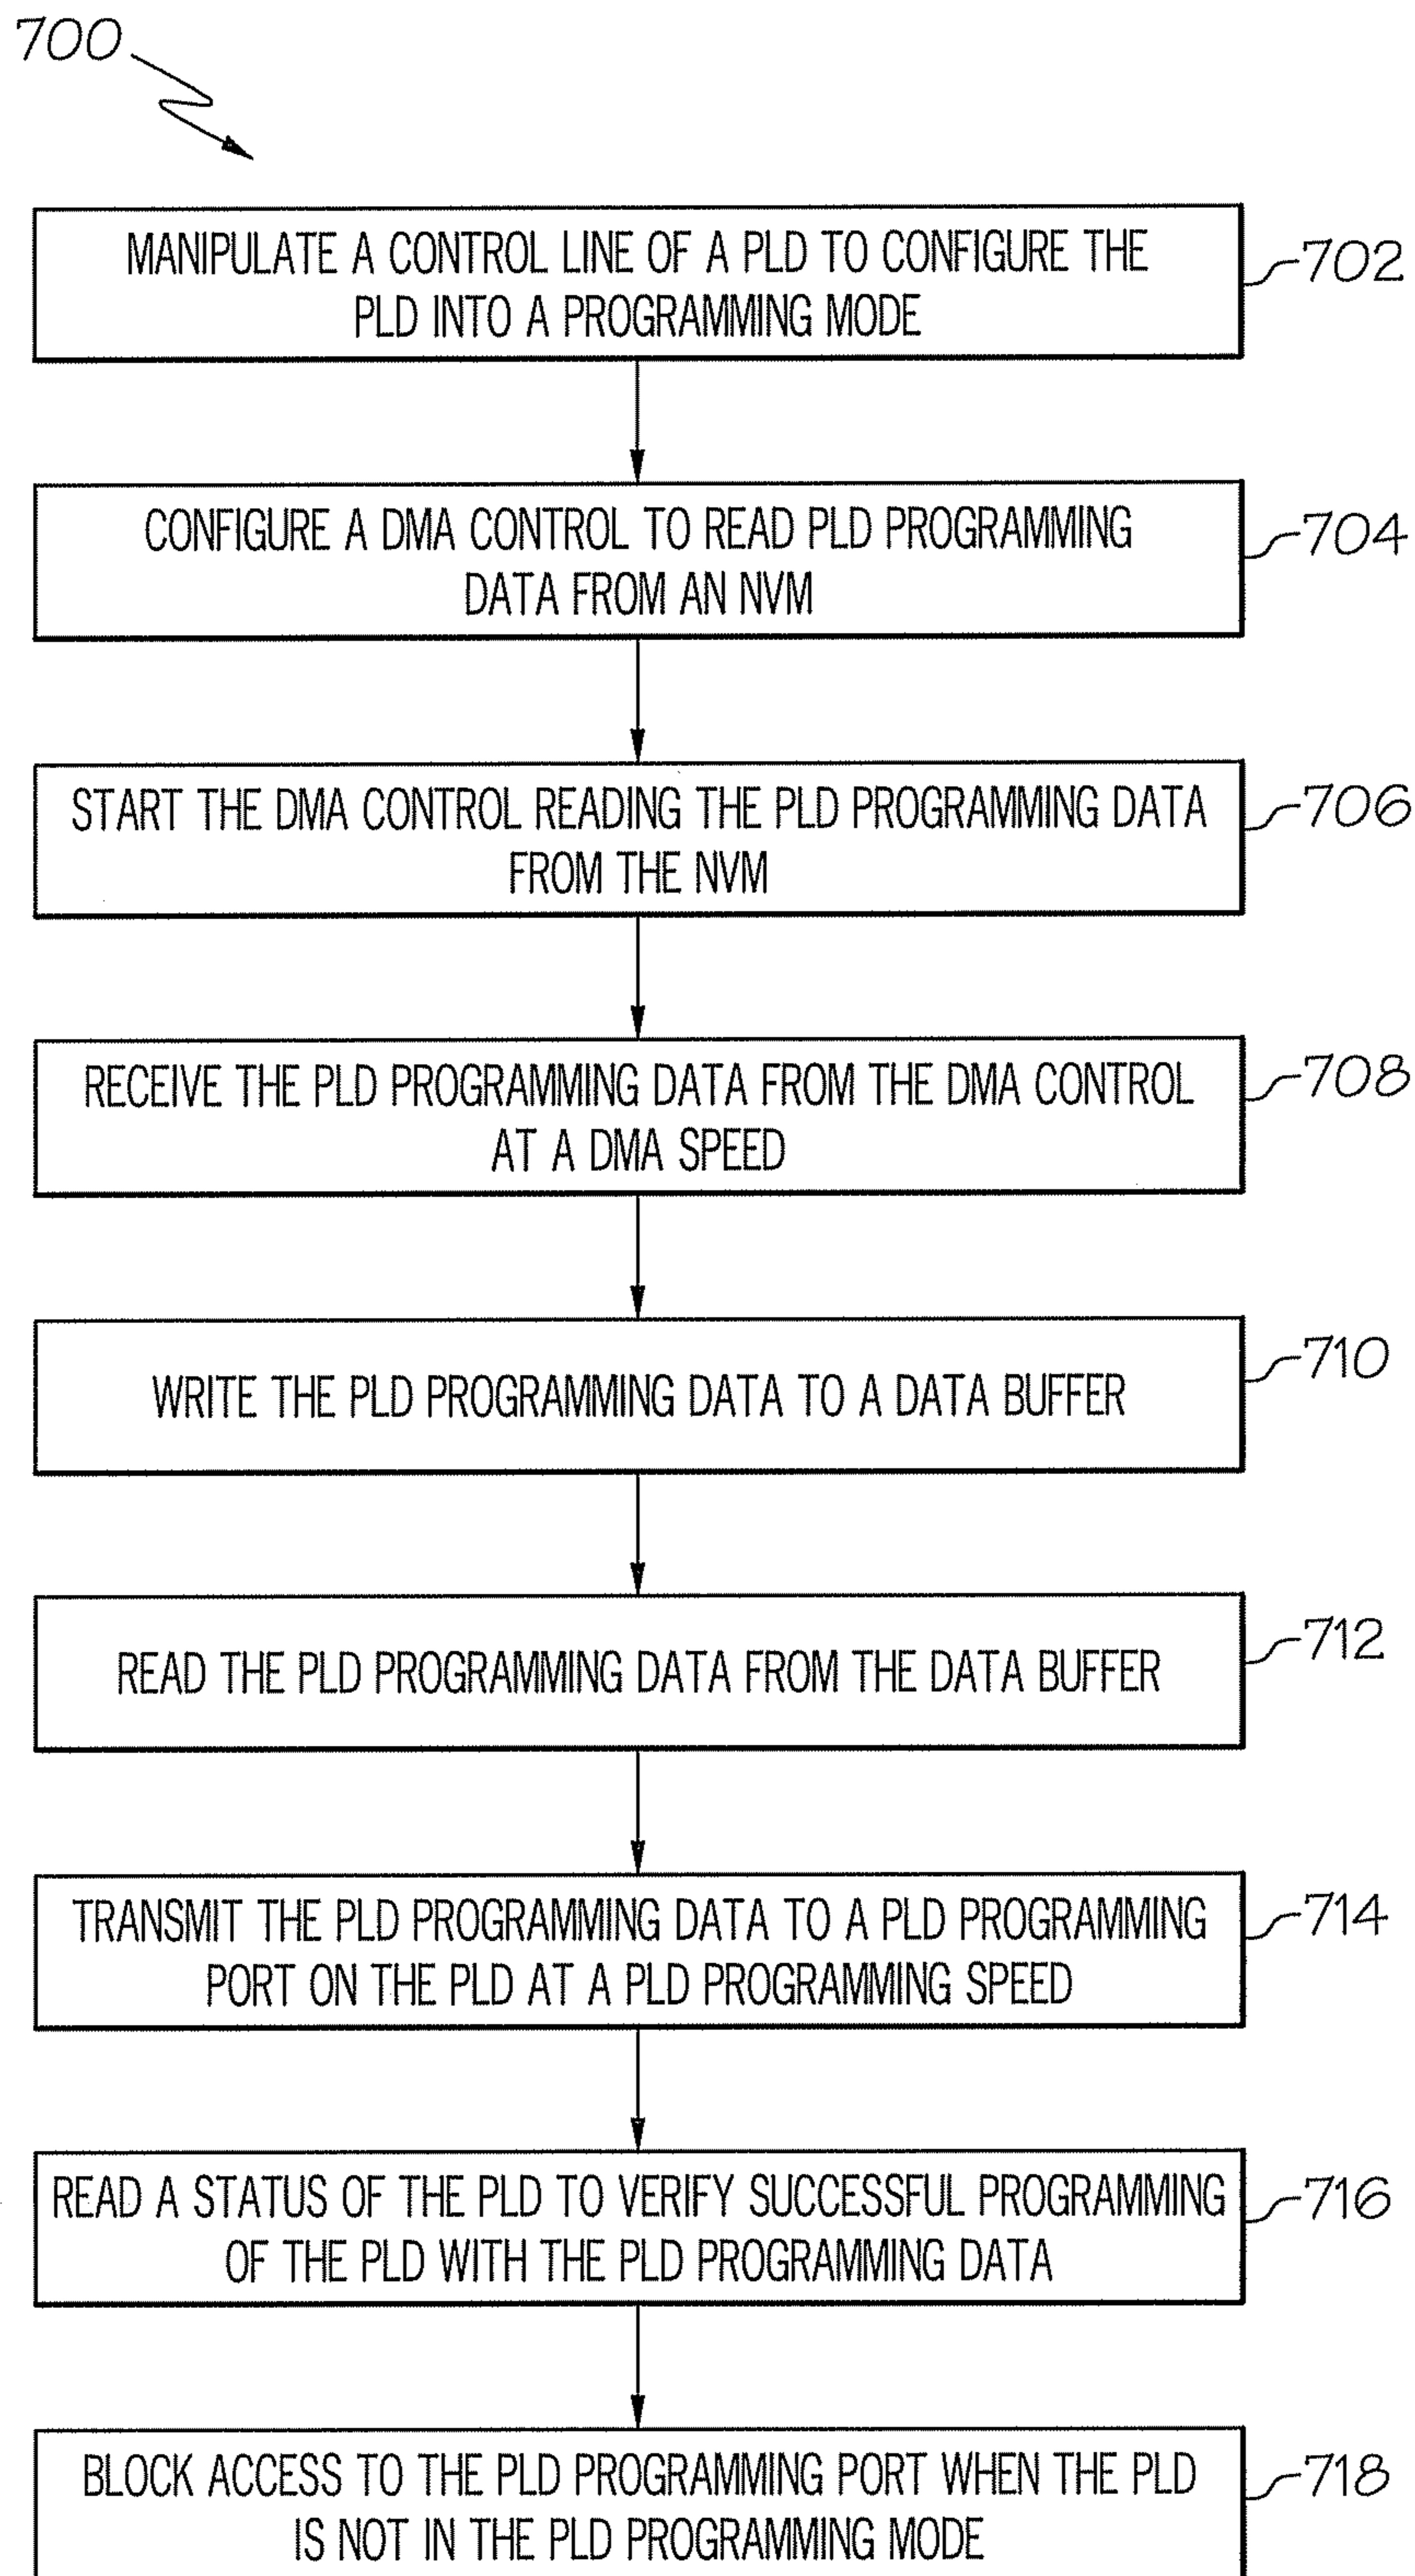 700
MANIPULATE A CONTROL LINE OF A PLD TO CONFIGURE THE
PLD INTO A PROGRAMMING MODE
702
CONFIGURE A DMA CONTROL TO READ PLD PROGRAMMING
DATA FROM AN NVM
704
START THE DMA CONTROL READING THE PLD PROGRAMMING DATA
FROM THE NVM
706
RECEIVE THE PLD PROGRAMMING DATA FROM THE DMA CONTROL
AT A DMA SPEED
708
WRITE THE PLD PROGRAMMING DATA TO A DATA BUFFER
710
READ THE PLD PROGRAMMING DATA FROM THE DATA BUFFER
712
TRANSMIT THE PLD PROGRAMMING DATA TO A PLD PROGRAMMING
PORT ON THE PLD AT A PLD PROGRAMMING SPEED
714
READ A STATUS OF THE PLD TO VERIFY SUCCESSFUL PROGRAMMING
OF THE PLD WITH THE PLD PROGRAMMING DATA
716
BLOCK ACCESS TO THE PLD PROGRAMMING PORT WHEN THE PLD
IS NOT IN THE PLD PROGRAMMING MODE
718